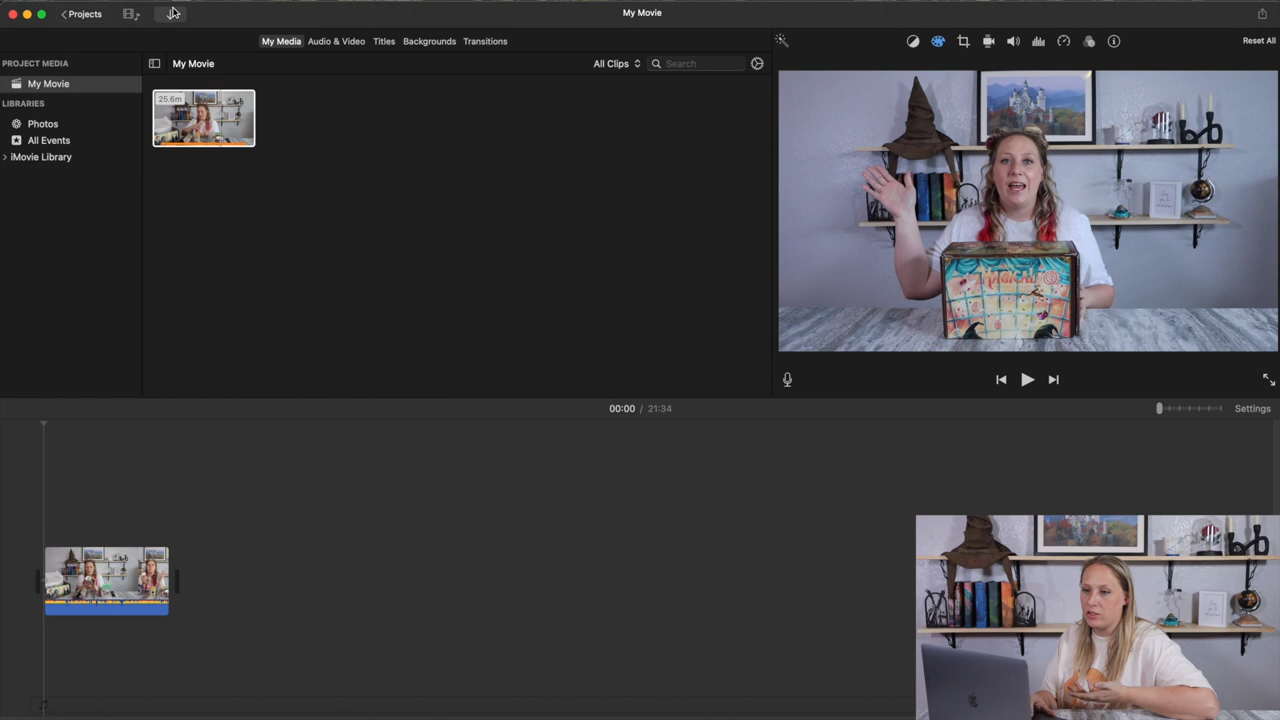 Projects
My Movie
My Media
Audio & Video
Titles
Backgrounds
Transitions
Reset All
PROJECT MEDIA
My Movie
LIBRARIES
Photos
All Events
iMovie Library
My Movie
All Clips
Search
25.6m
MAGICAL
00:00 / 21:34
Settings